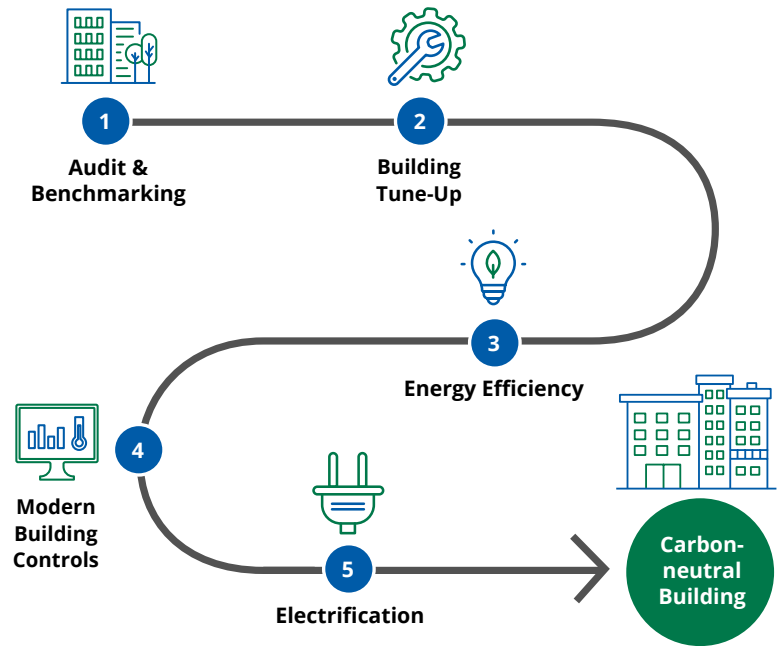 1
Audit &
Benchmarking
2
Building
Tune-Up
3
Energy Efficiency
4
Modern
Building
Controls
5
Electrification
Carbon-
neutral
Building